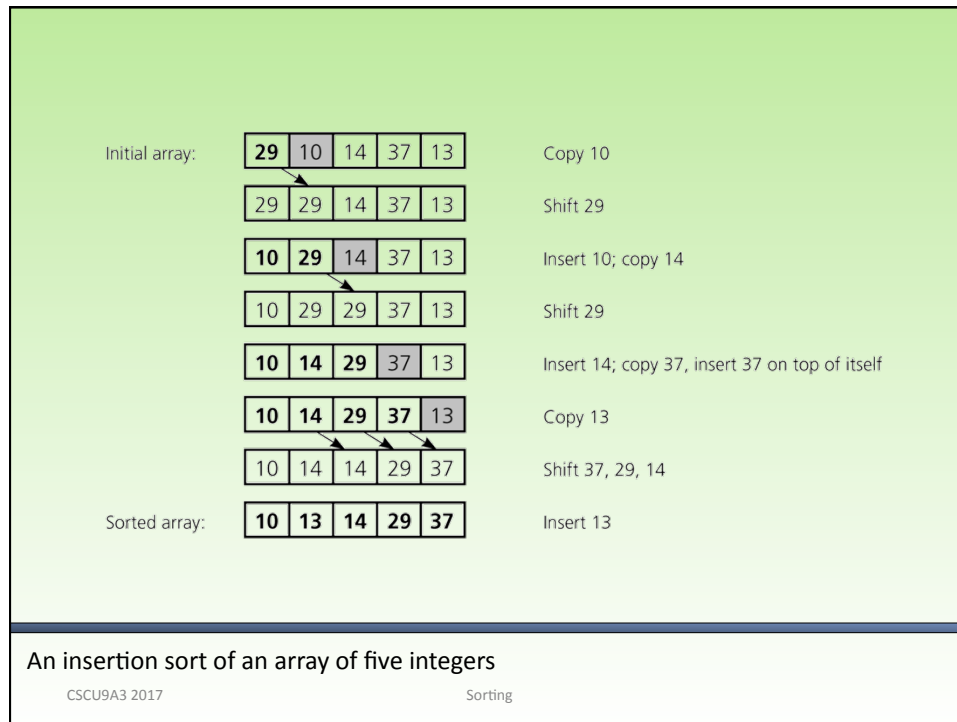 Initial array: 29 10 14 37 13 Copy 10
29 29 14 37 13 Shift 29
10 29 14 37 13 Insert 10; copy 14
10 29 29 37 13 Shift 29
10 14 29 37 13 Insert 14; copy 37, insert 37 on top of itself
10 14 29 37 13 Copy 13
10 14 14 29 37 Shift 37, 29, 14
Sorted array: 10 13 14 29 37 Insert 13
An insertion sort of an array of five integers
CSCU9A3 2017 Sorting